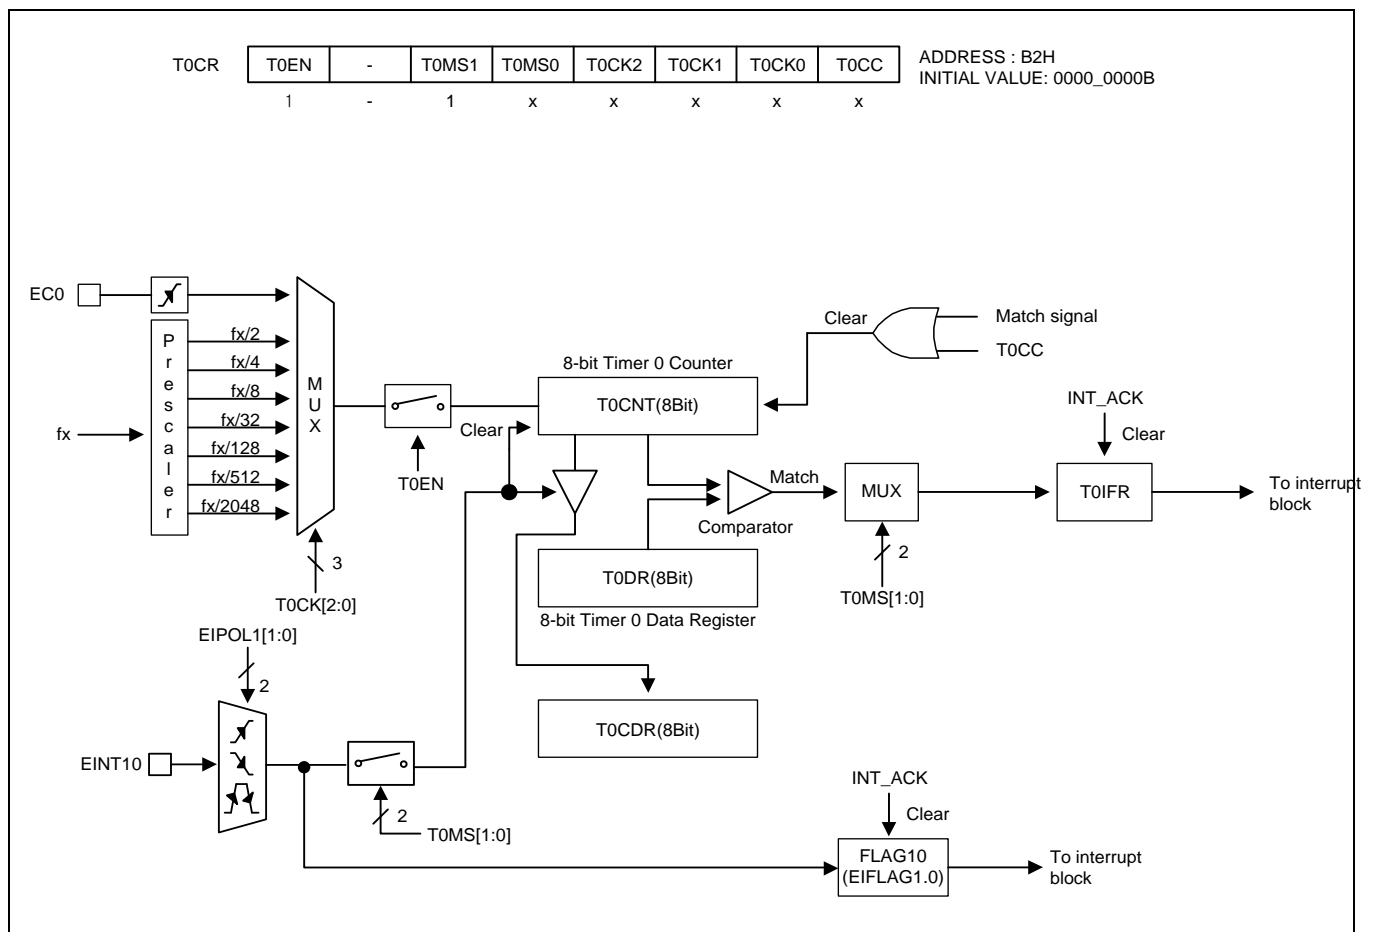 T0CR T0EN - T0MS1 T0MS0 T0CK2 T0CK1 T0CK0 T0CC ADDRESS : B2H
INITIAL VALUE: 0000_0000B
1 - 1 x x x x x
EC0
Prescaler
fx/2
fx/4
fx/8
fx/32
fx/128
fx/512
fx/2048
fx
MUX
3
T0CK[2:0]
T0EN
8-bit Timer 0 Counter
T0CNT(8Bit)
Clear
Clear
Match signal
T0CC
Match
Comparator
MUX
2
T0MS[1:0]
INT_ACK
Clear
T0IFR
To interrupt
block
T0DR(8Bit)
8-bit Timer 0 Data Register
T0CDR(8Bit)
EIPOL1[1:0]
2
EINT10
2
T0MS[1:0]
INT_ACK
Clear
FLAG10
(EIFLAG1.0)
To interrupt
block